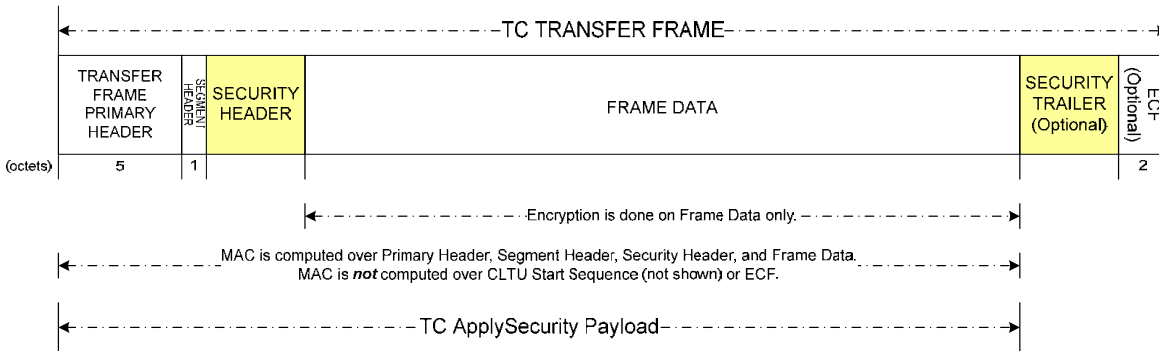 TC TRANSFER FRAME
TRANSFER
FRAME
PRIMARY
HEADER
SEGMENT
HEADER
SECURITY
HEADER
FRAME DATA
SECURITY
TRAILER
(Optional)
ECF
(Optional)
(octets)
5
1
2
Encryption is done on Frame Data only.
MAC is computed over Primary Header, Segment Header, Security Header, and Frame Data.
MAC is not computed over CLTU Start Sequence (not shown) or ECF.
TC ApplySecurity Payload